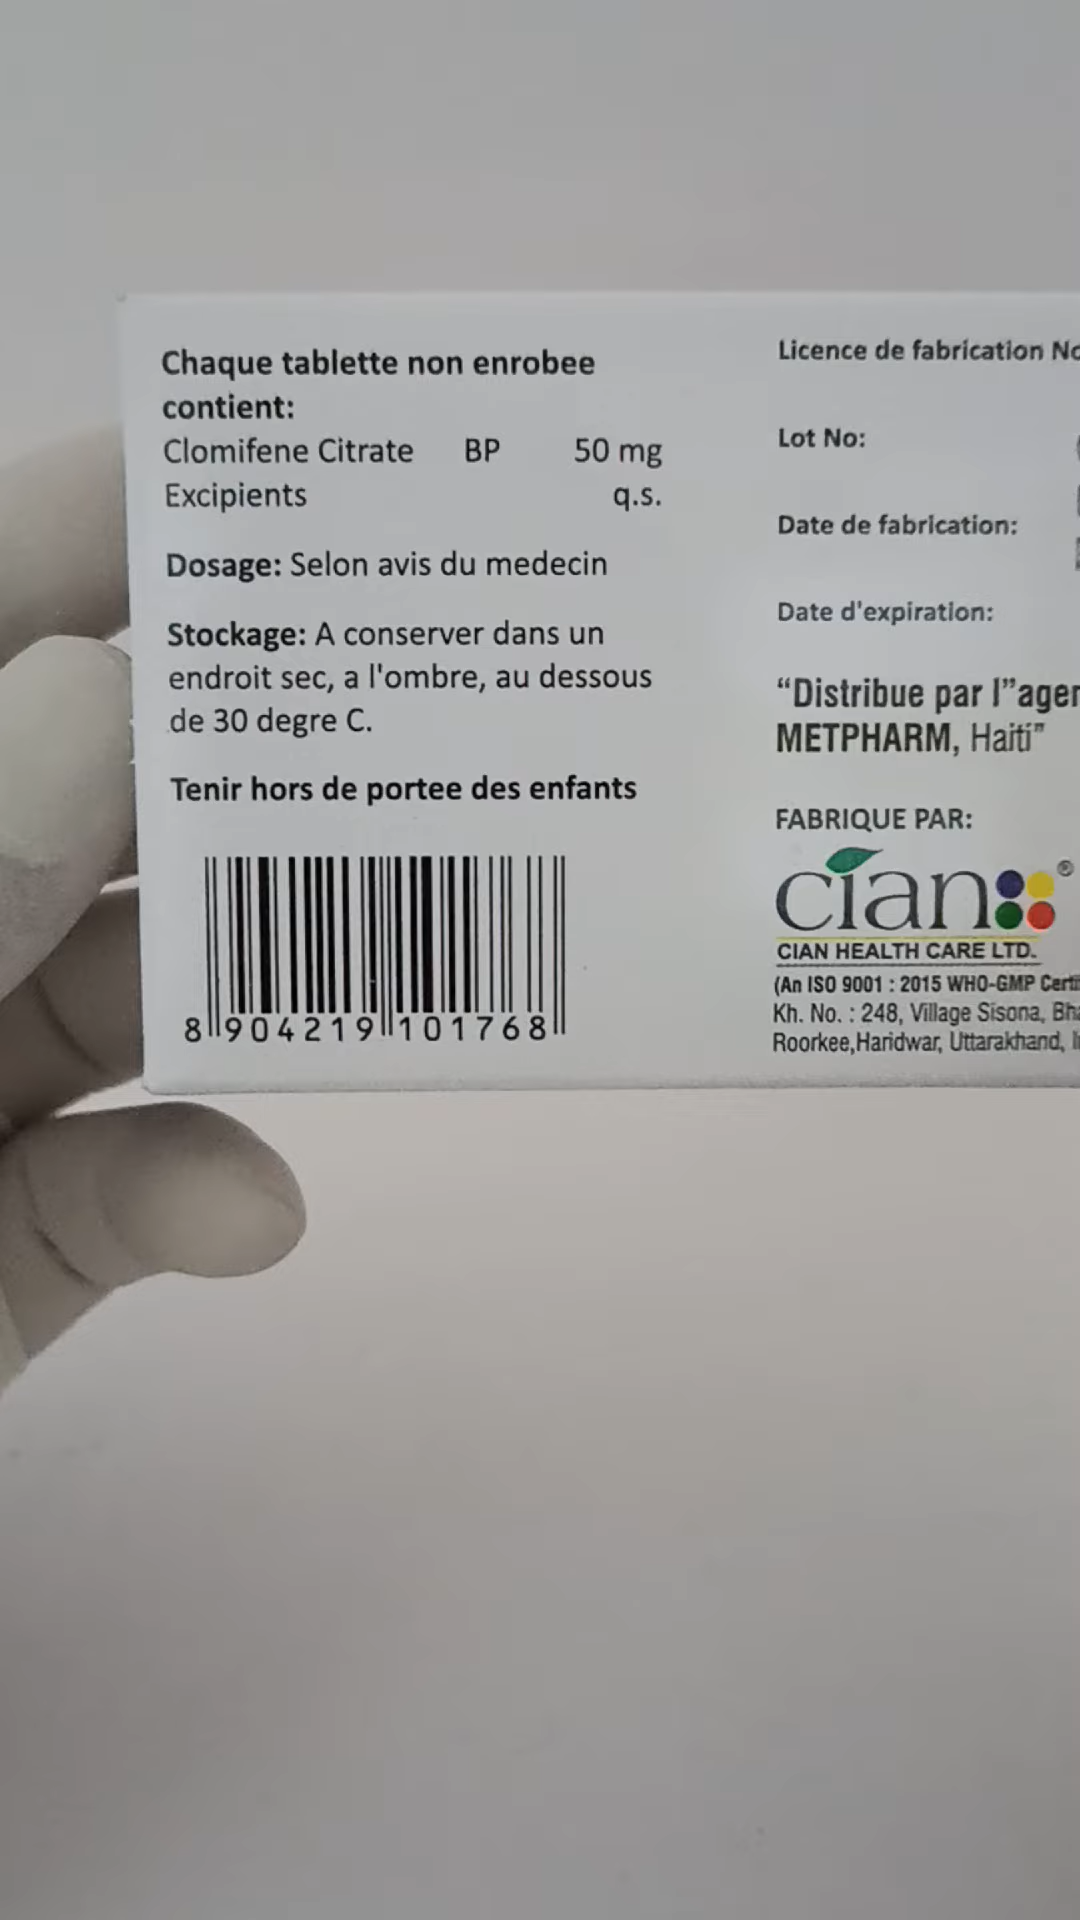 Chaque tablette non enrobee
contient:
Clomifene Citrate BP 50 mg
Excipients q.s.
Dosage: Selon avis du medecin
Stockage: A conserver dans un
endroit sec, a l'ombre, au dessous
de 30 degre C.
Tenir hors de portee des enfants
8 904219 101768
Licence de fabrication
Lot No:
Date de fabrication:
Date d'expiration:
“Distribue par
METPHARM, Haiti”
FABRIQUE PAR:
cian ®
CIAN HEALTH CARE LTD.
(An ISO 9001 : 2015 WHO-GMP
Kh. No. : 248, Village Sisona,
Roorkee,Haridwar, Uttarakhand,